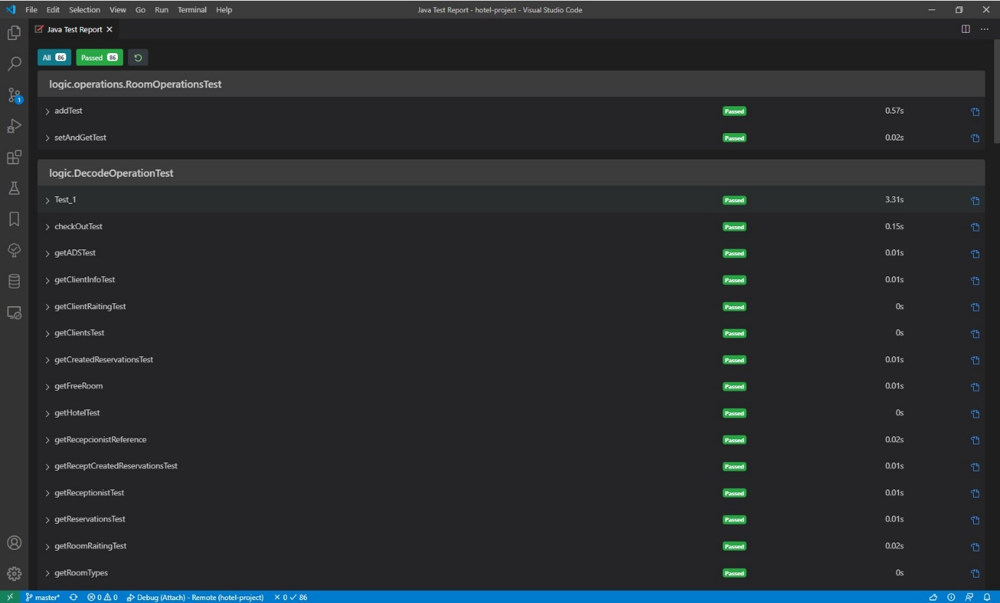 File Edit Selection View Go Run Terminal Help Java Test Report - hotel-project - Visual Studio Code
Java Test Report
All 86 Passed 86
logic.operations.RoomOperationsTest
addTest Passed 0.57s
setAndGetTest Passed 0.02s
logic.DecodeOperationTest
Test_1 Passed 3.31s
checkOutTest Passed 0.15s
getADSTest Passed 0.01s
getClientInfoTest Passed 0.01s
getClientRaitingTest Passed 0s
getClientsTest Passed 0s
getCreatedReservationsTest Passed 0.01s
getFreeRoom Passed 0.01s
getHotelTest Passed 0s
getRecepcionistReference Passed 0.02s
getReceptCreatedReservationsTest Passed 0.01s
getReceptionistTest Passed 0.01s
getReservationsTest Passed 0.01s
getRoomRaitingTest Passed 0.02s
getRoomTypes Passed 0s
1
master* 0 0 Debug (Attach) - Remote (hotel-project) 0 86